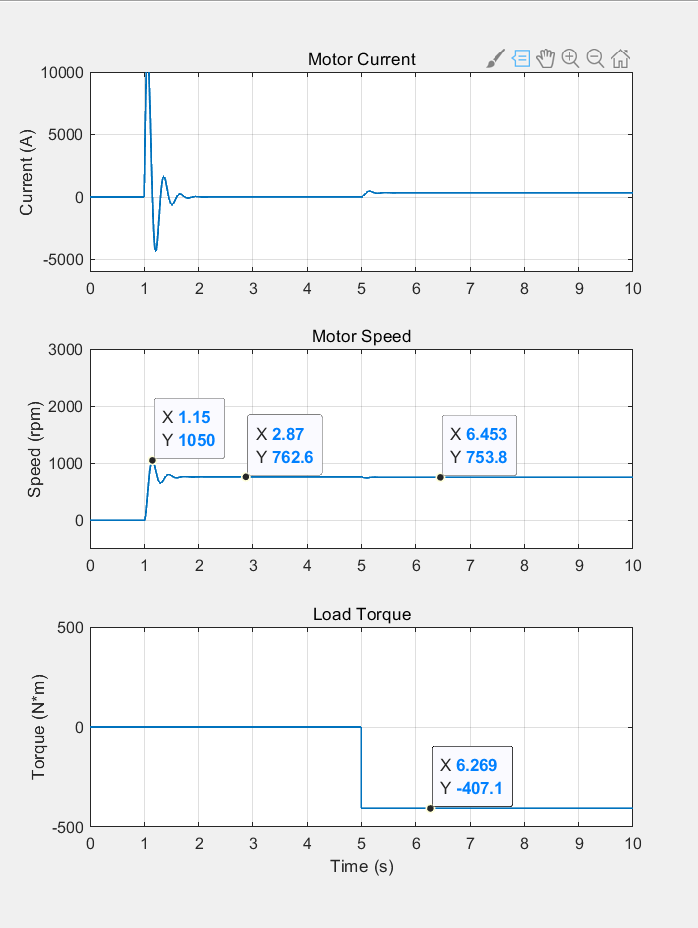 Motor Current
10000
5000
0
-5000
Current (A)
0 1 2 3 4 5 6 7 8 9 10
Motor Speed
3000
2000
1000
0
Speed (rpm)
X 1.15
Y 1050
X 2.87
Y 762.6
X 6.453
Y 753.8
0 1 2 3 4 5 6 7 8 9 10
Load Torque
500
0
-500
Torque (N*m)
X 6.269
Y -407.1
0 1 2 3 4 5 6 7 8 9 10
Time (s)